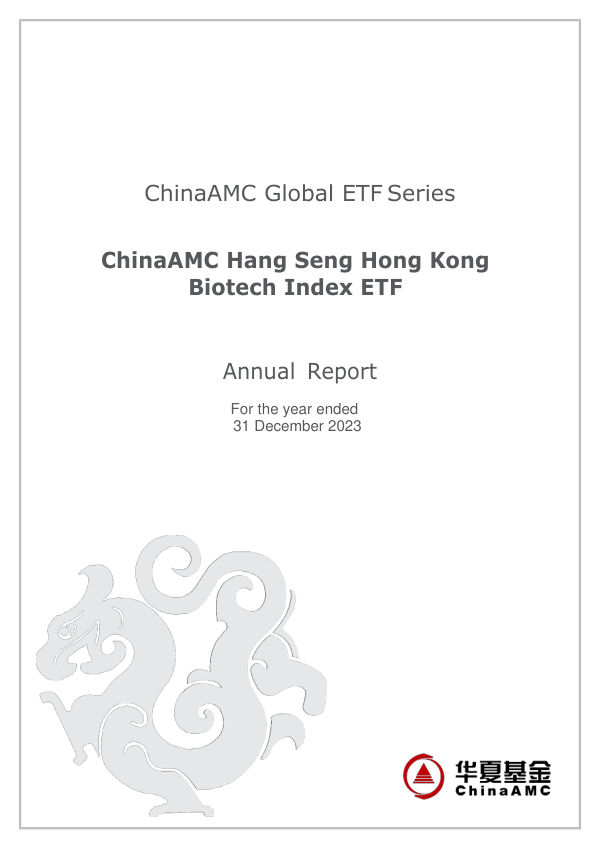 ChinaAMC Global ETF Series
ChinaAMC Hang Seng Hong Kong
Biotech Index ETF
Annual Report
For the year ended
31 December 2023
华夏基金
ChinaAMC